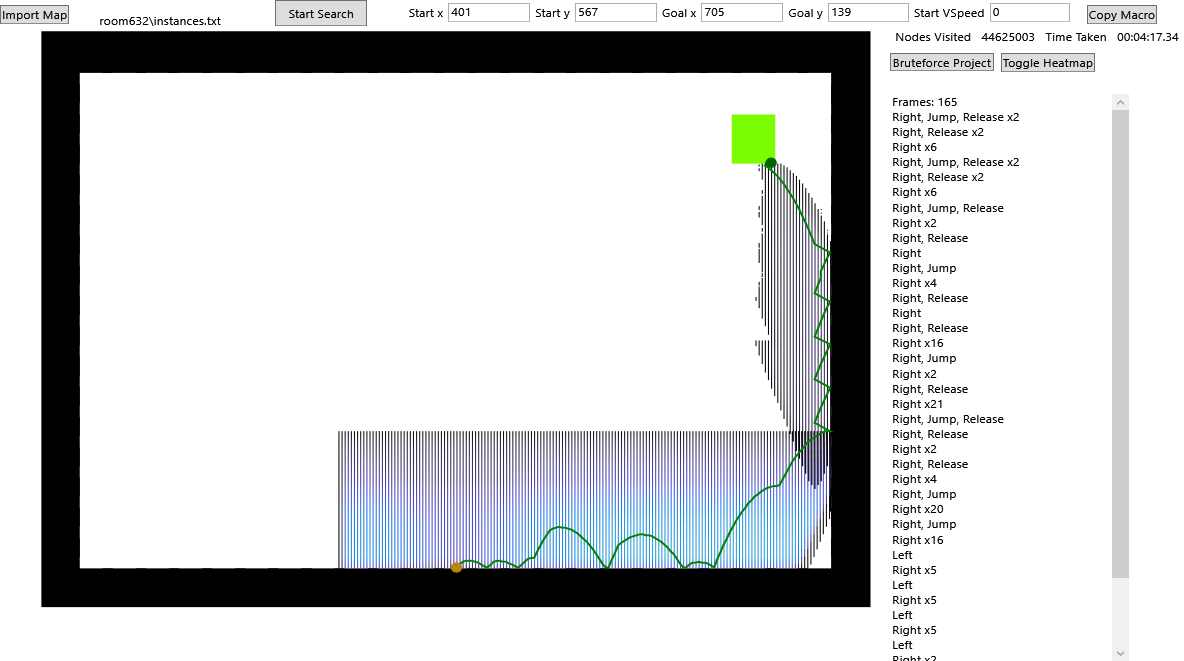 Import Map
room632\instances.txt
Start Search
Start x 401 Start y 567 Goal x 705 Goal y 139 Start VSpeed 0
Copy Macro
Nodes Visited 44625003 Time Taken 00:04:17.34
Bruteforce Project Toggle Heatmap
Frames: 165
Right, Jump, Release x2
Right, Release x2
Right x6
Right, Jump, Release x2
Right, Release x2
Right x6
Right, Jump, Release
Right x2
Right, Release
Right
Right, Jump
Right x4
Right, Release
Right
Right, Release
Right x16
Right, Jump
Right x2
Right, Release
Right x21
Right, Jump, Release
Right, Release
Right x2
Right, Release
Right x4
Right, Jump
Right x20
Right, Jump
Right x16
Left
Right x5
Left
Right x5
Left
Right x5
Left
Right x2